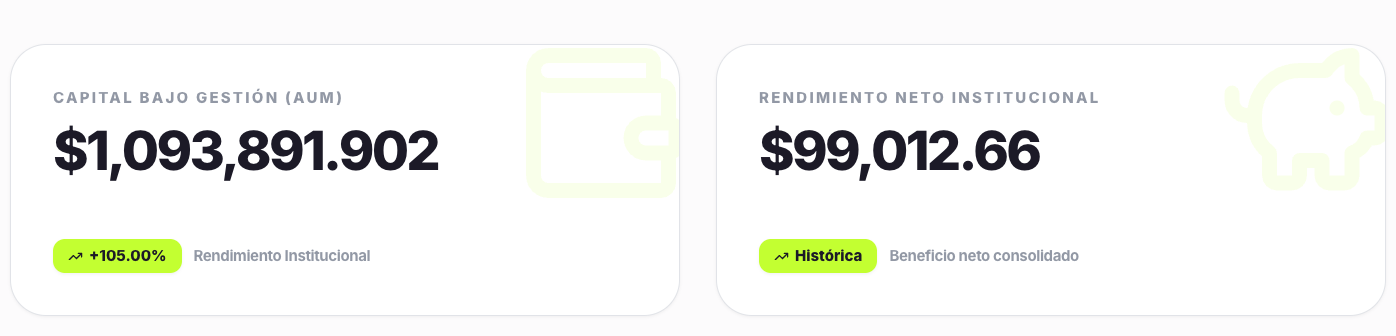 CAPITAL BAJO GESTIÓN (AUM)
$1,093,891.902
+105.00% Rendimiento Institucional
RENDIMIENTO NETO INSTITUCIONAL
$99,012.66
Histórica Beneficio neto consolidado